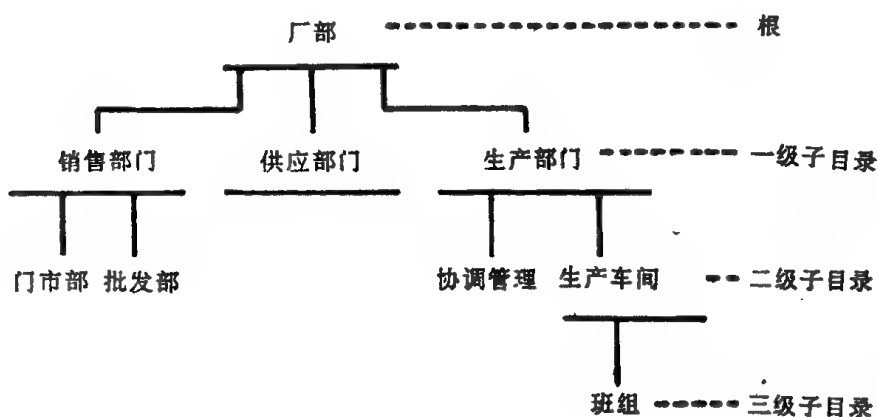 厂部 根
销售部门 供应部门 生产部门 一级子目录
门市部 批发部 协调管理 生产车间 二级子目录
班组 三级子目录